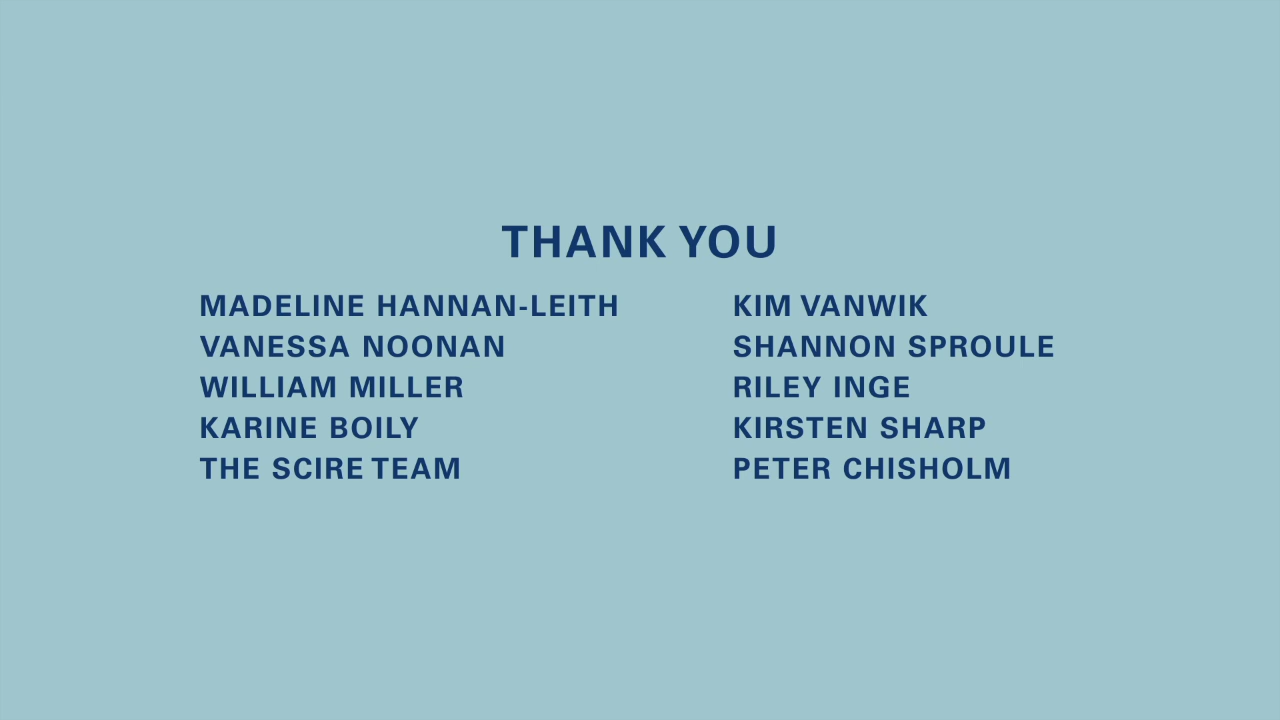 THANK YOU
MADELINE HANNAN-LEITH
VANESSA NOONAN
WILLIAM MILLER
KARINE BOILY
THE SCIRE TEAM
KIM VANWIK
SHANNON SPROULE
RILEY INGE
KIRSTEN SHARP
PETER CHISHOLM